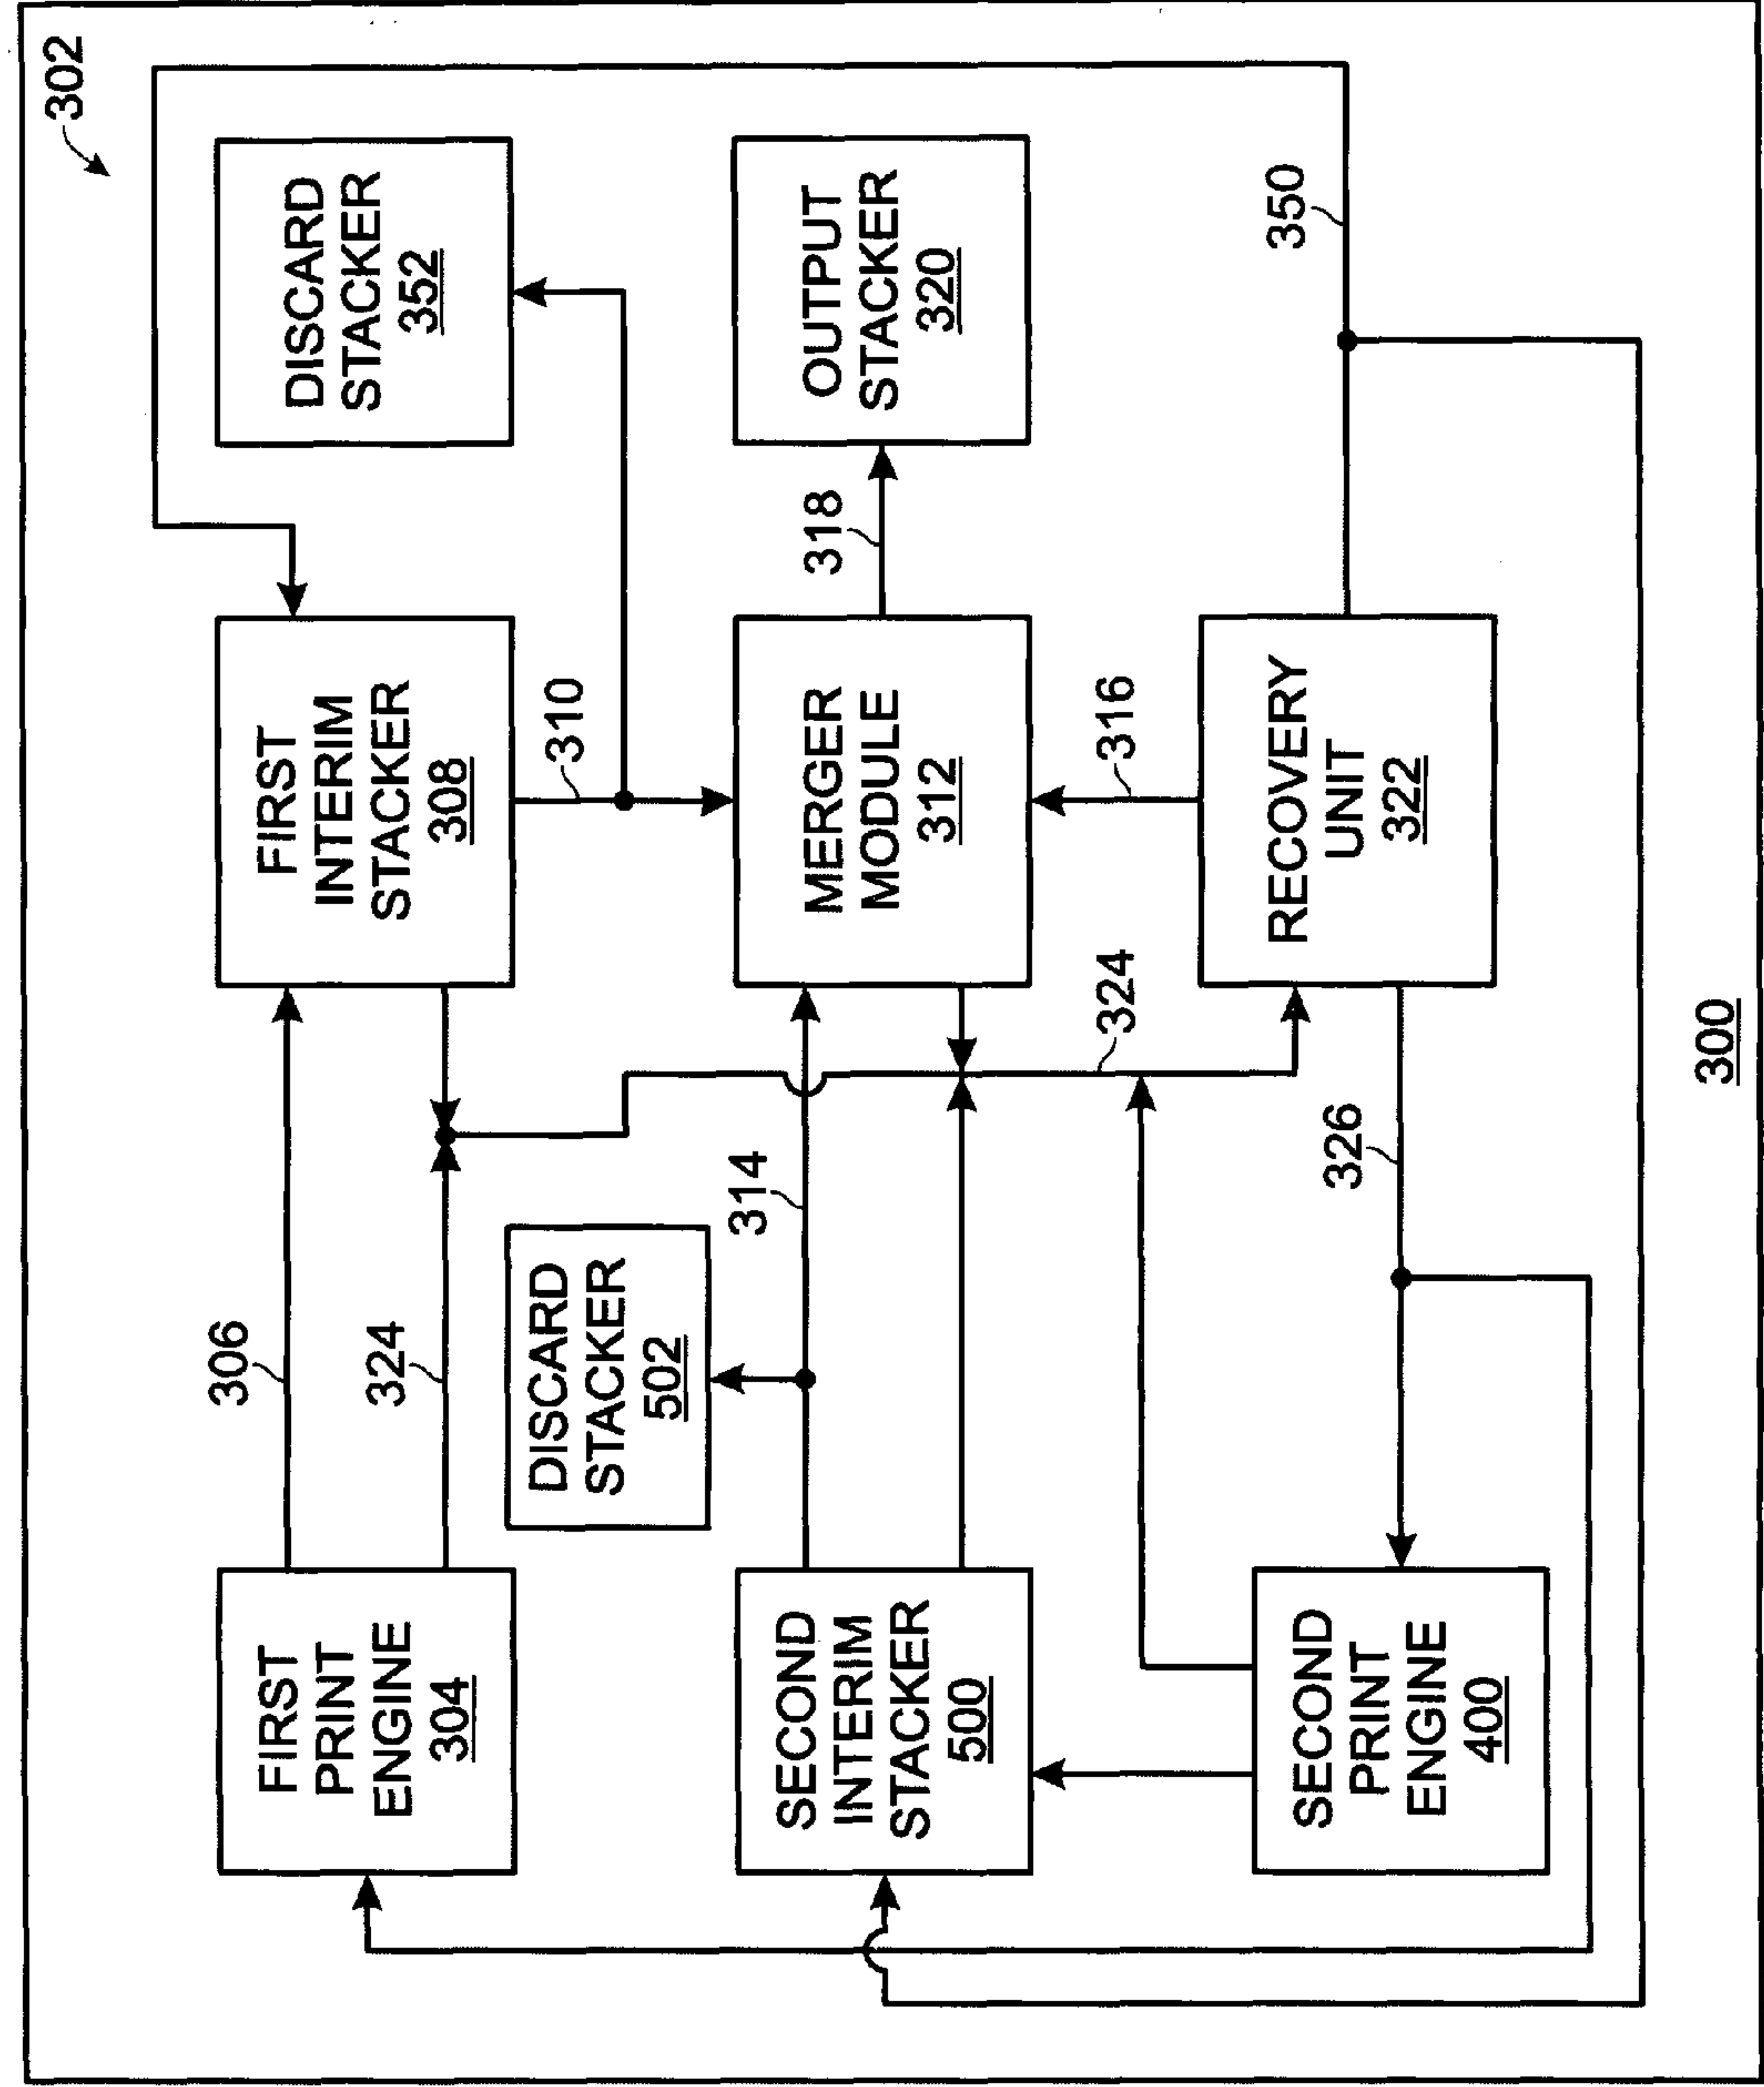 302
FIRST
PRINT
ENGINE
304
306
324
FIRST
INTERIM
STACKER
308
310
DISCARD
STACKER
352
DISCARD
STACKER
502
SECOND
INTERIM
STACKER
500
314
MERGER
MODULE
312
318
OUTPUT
STACKER
320
316
324
SECOND
PRINT
ENGINE
400
326
RECOVERY
UNIT
322
350
300